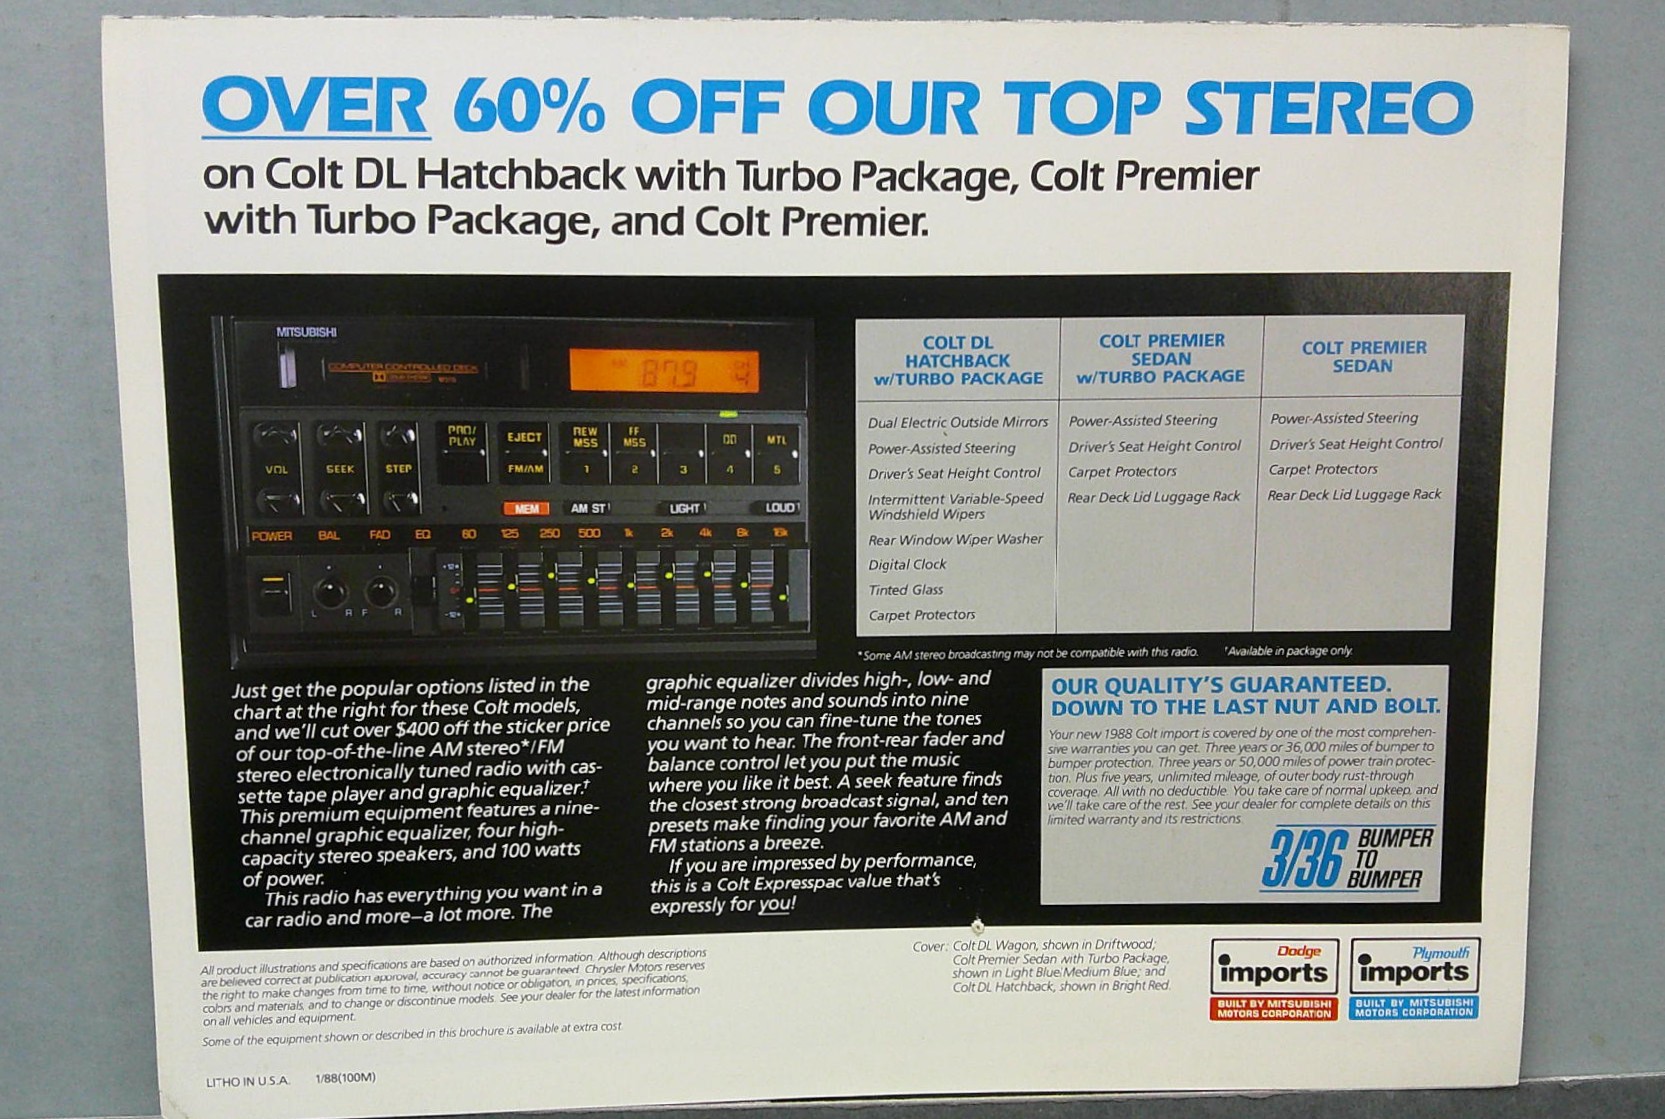 OVER 60% OFF OUR TOP STEREO
on Colt DL Hatchback with Turbo Package, Colt Premier
with Turbo Package, and Colt Premier.
MITSUBISHI
COMPUTER CONTROLLED DECK
87.9
VOL
SEEK
STEP
PRO/
PLAY
EJECT
FM/AM
REW
MSS
1
FF
MSS
2
3
4
MTL
5
MEM
AM ST
LIGHT
LOUD
POWER BAL FAD EQ 60 125 250 500 1k 2k 4k 8k 16k
L R F R
COLT DL
HATCHBACK
w/TURBO PACKAGE
Dual Electric Outside Mirrors
Power-Assisted Steering
Driver's Seat Height Control
Intermittent Variable-Speed
Windshield Wipers
Rear Window Wiper Washer
Digital Clock
Tinted Glass
Carpet Protectors
COLT PREMIER
SEDAN
w/TURBO PACKAGE
Power-Assisted Steering
Driver's Seat Height Control
Carpet Protectors
Rear Deck Lid Luggage Rack
COLT PREMIER
SEDAN
Power-Assisted Steering
Driver's Seat Height Control
Carpet Protectors
Rear Deck Lid Luggage Rack
*Some AM stereo broadcasting may not be compatible with this radio. †Available in package only.
Just get the popular options listed in the
chart at the right for these Colt models,
and we'll cut over $400 off the sticker price
of our top-of-the-line AM stereo*/FM
stereo electronically tuned radio with cas-
sette tape player and graphic equalizer.†
This premium equipment features a nine-
channel graphic equalizer, four high-
capacity stereo speakers, and 100 watts
of power.
This radio has everything you want in a
car radio and more—a lot more. The
graphic equalizer divides high-, low- and
mid-range notes and sounds into nine
channels so you can fine-tune the tones
you want to hear. The front-rear fader and
balance control let you put the music
where you like it best. A seek feature finds
the closest strong broadcast signal, and ten
presets make finding your favorite AM and
FM stations a breeze.
If you are impressed by performance,
this is a Colt Expresspac value that's
expressly for you!
OUR QUALITY'S GUARANTEED.
DOWN TO THE LAST NUT AND BOLT.
Your new 1988 Colt import is covered by one of the most comprehen-
sive warranties you can get. Three years or 36,000 miles of bumper to
bumper protection. Three years or 50,000 miles of power train protec-
tion. Plus five years, unlimited mileage, of outer body rust-through
coverage. All with no deductible. You take care of normal upkeep, and
we'll take care of the rest. See your dealer for complete details on this
limited warranty and its restrictions.
3/36 BUMPER
TO
BUMPER
All product illustrations and specifications are based on authorized information. Although descriptions
are believed correct at publication approval, accuracy cannot be guaranteed. Chrysler Motors reserves
the right to make changes from time to time, without notice or obligation, in prices, specifications,
colors and materials, and to change or discontinue models. See your dealer for the latest information
on all vehicles and equipment.
Some of the equipment shown or described in this brochure is available at extra cost.
Cover: Colt DL Wagon, shown in Driftwood;
Colt Premier Sedan with Turbo Package,
shown in Light Blue/Medium Blue; and
Colt DL Hatchback, shown in Bright Red.
Dodge
imports
BUILT BY MITSUBISHI
MOTORS CORPORATION
Plymouth
imports
BUILT BY MITSUBISHI
MOTORS CORPORATION
LITHO IN U.S.A. 1/88(100M)